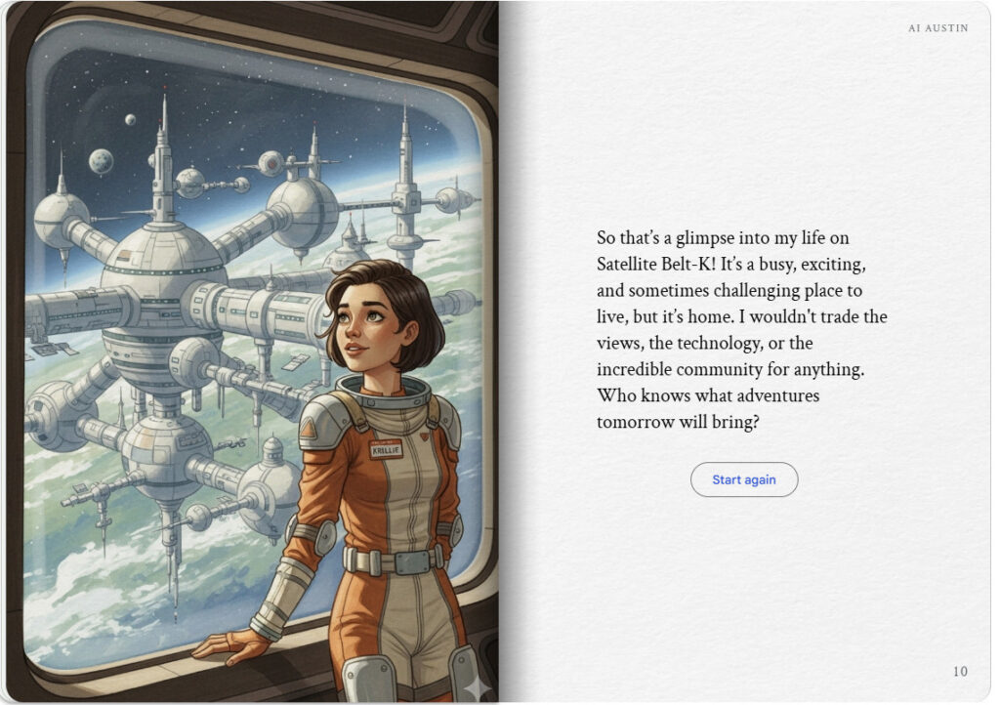 KRILLIE
AI AUSTIN
So that’s a glimpse into my life on
Satellite Belt-K! It’s a busy, exciting,
and sometimes challenging place to
live, but it’s home. I wouldn't trade the
views, the technology, or the
incredible community for anything.
Who knows what adventures
tomorrow will bring?
Start again
10